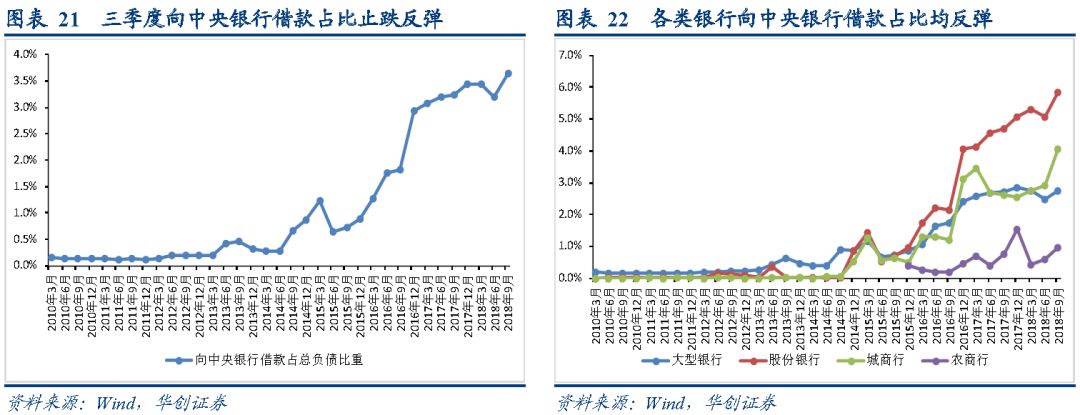 图表 21 三季度向中央银行借款占比止跌反弹
4.0%
3.5%
3.0%
2.5%
2.0%
1.5%
1.0%
0.5%
0.0%
2010年3月
2010年6月
2010年9月
2010年12月
2011年3月
2011年6月
2011年9月
2011年12月
2012年3月
2012年6月
2012年9月
2012年12月
2013年3月
2013年6月
2013年9月
2013年12月
2014年3月
2014年6月
2014年9月
2014年12月
2015年3月
2015年6月
2015年9月
2015年12月
2016年3月
2016年6月
2016年9月
2016年12月
2017年3月
2017年6月
2017年9月
2017年12月
2018年3月
2018年6月
2018年9月
向中央银行借款占总负债比重
资料来源：Wind，华创证券
图表 22 各类银行向中央银行借款占比均反弹
7.0%
6.0%
5.0%
4.0%
3.0%
2.0%
1.0%
0.0%
2010年3月
2010年6月
2010年9月
2010年12月
2011年3月
2011年6月
2011年9月
2011年12月
2012年3月
2012年6月
2012年9月
2012年12月
2013年3月
2013年6月
2013年9月
2013年12月
2014年3月
2014年6月
2014年9月
2014年12月
2015年3月
2015年6月
2015年9月
2015年12月
2016年3月
2016年6月
2016年9月
2016年12月
2017年3月
2017年6月
2017年9月
2017年12月
2018年3月
2018年6月
2018年9月
大型银行 股份银行 城商行 农商行
资料来源：Wind，华创证券